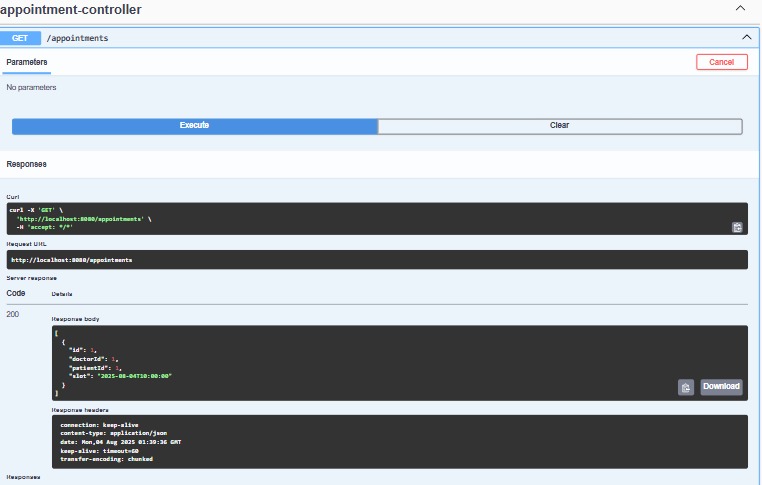 appointment-controller
GET /appointments
Parameters Cancel
No parameters
Execute Clear
Responses
Curl
curl -X 'GET' \
'http://localhost:8080/appointments' \
-H 'accept: */*'
Request URL
http://localhost:8080/appointments
Server response
Code Details
200
Response body
[
{
"id": 1,
"doctorId": 1,
"patientId": 1,
"slot": "2025-08-04T10:00:00"
}
]
Download
Response headers
connection: keep-alive
content-type: application/json
date: Mon,04 Aug 2025 01:39:36 GMT
keep-alive: timeout=60
transfer-encoding: chunked
Responses